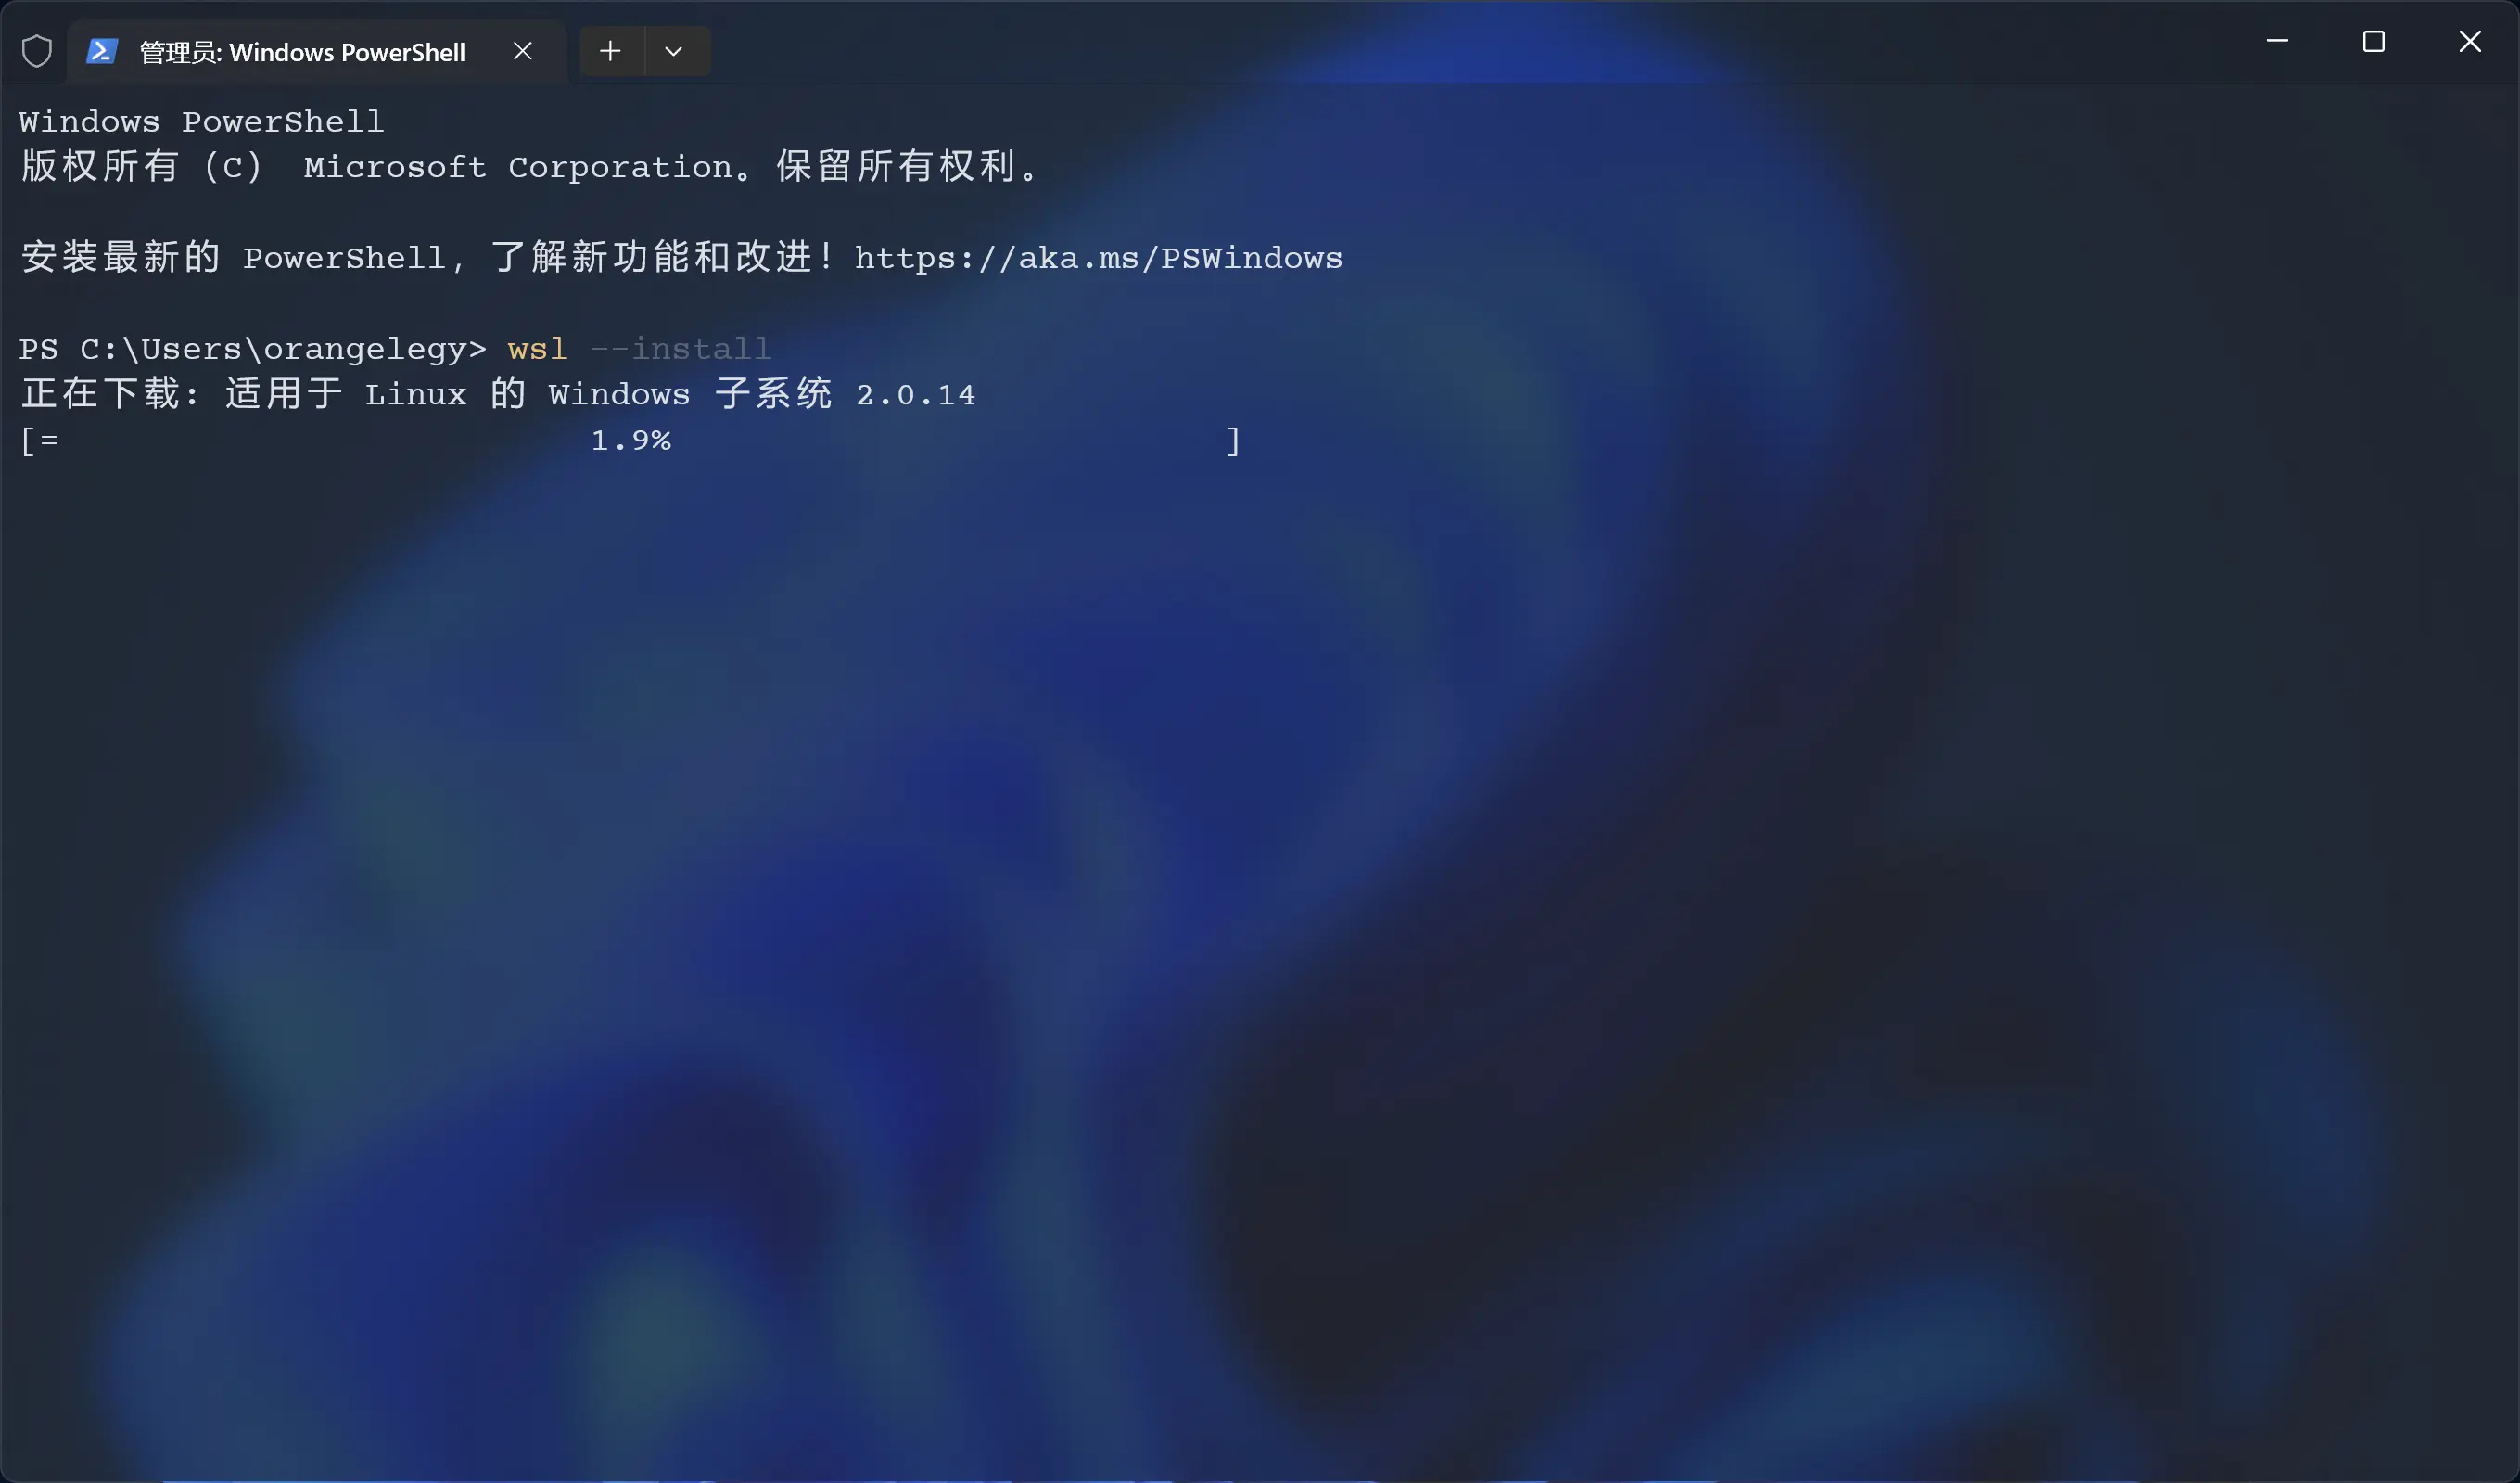 管理员: Windows PowerShell
Windows PowerShell
版权所有 (C) Microsoft Corporation。保留所有权利。
安装最新的 PowerShell，了解新功能和改进！https://aka.ms/PSWindows
PS C:\Users\orangelegy> wsl --install
正在下载: 适用于 Linux 的 Windows 子系统 2.0.14
[= 1.9% ]